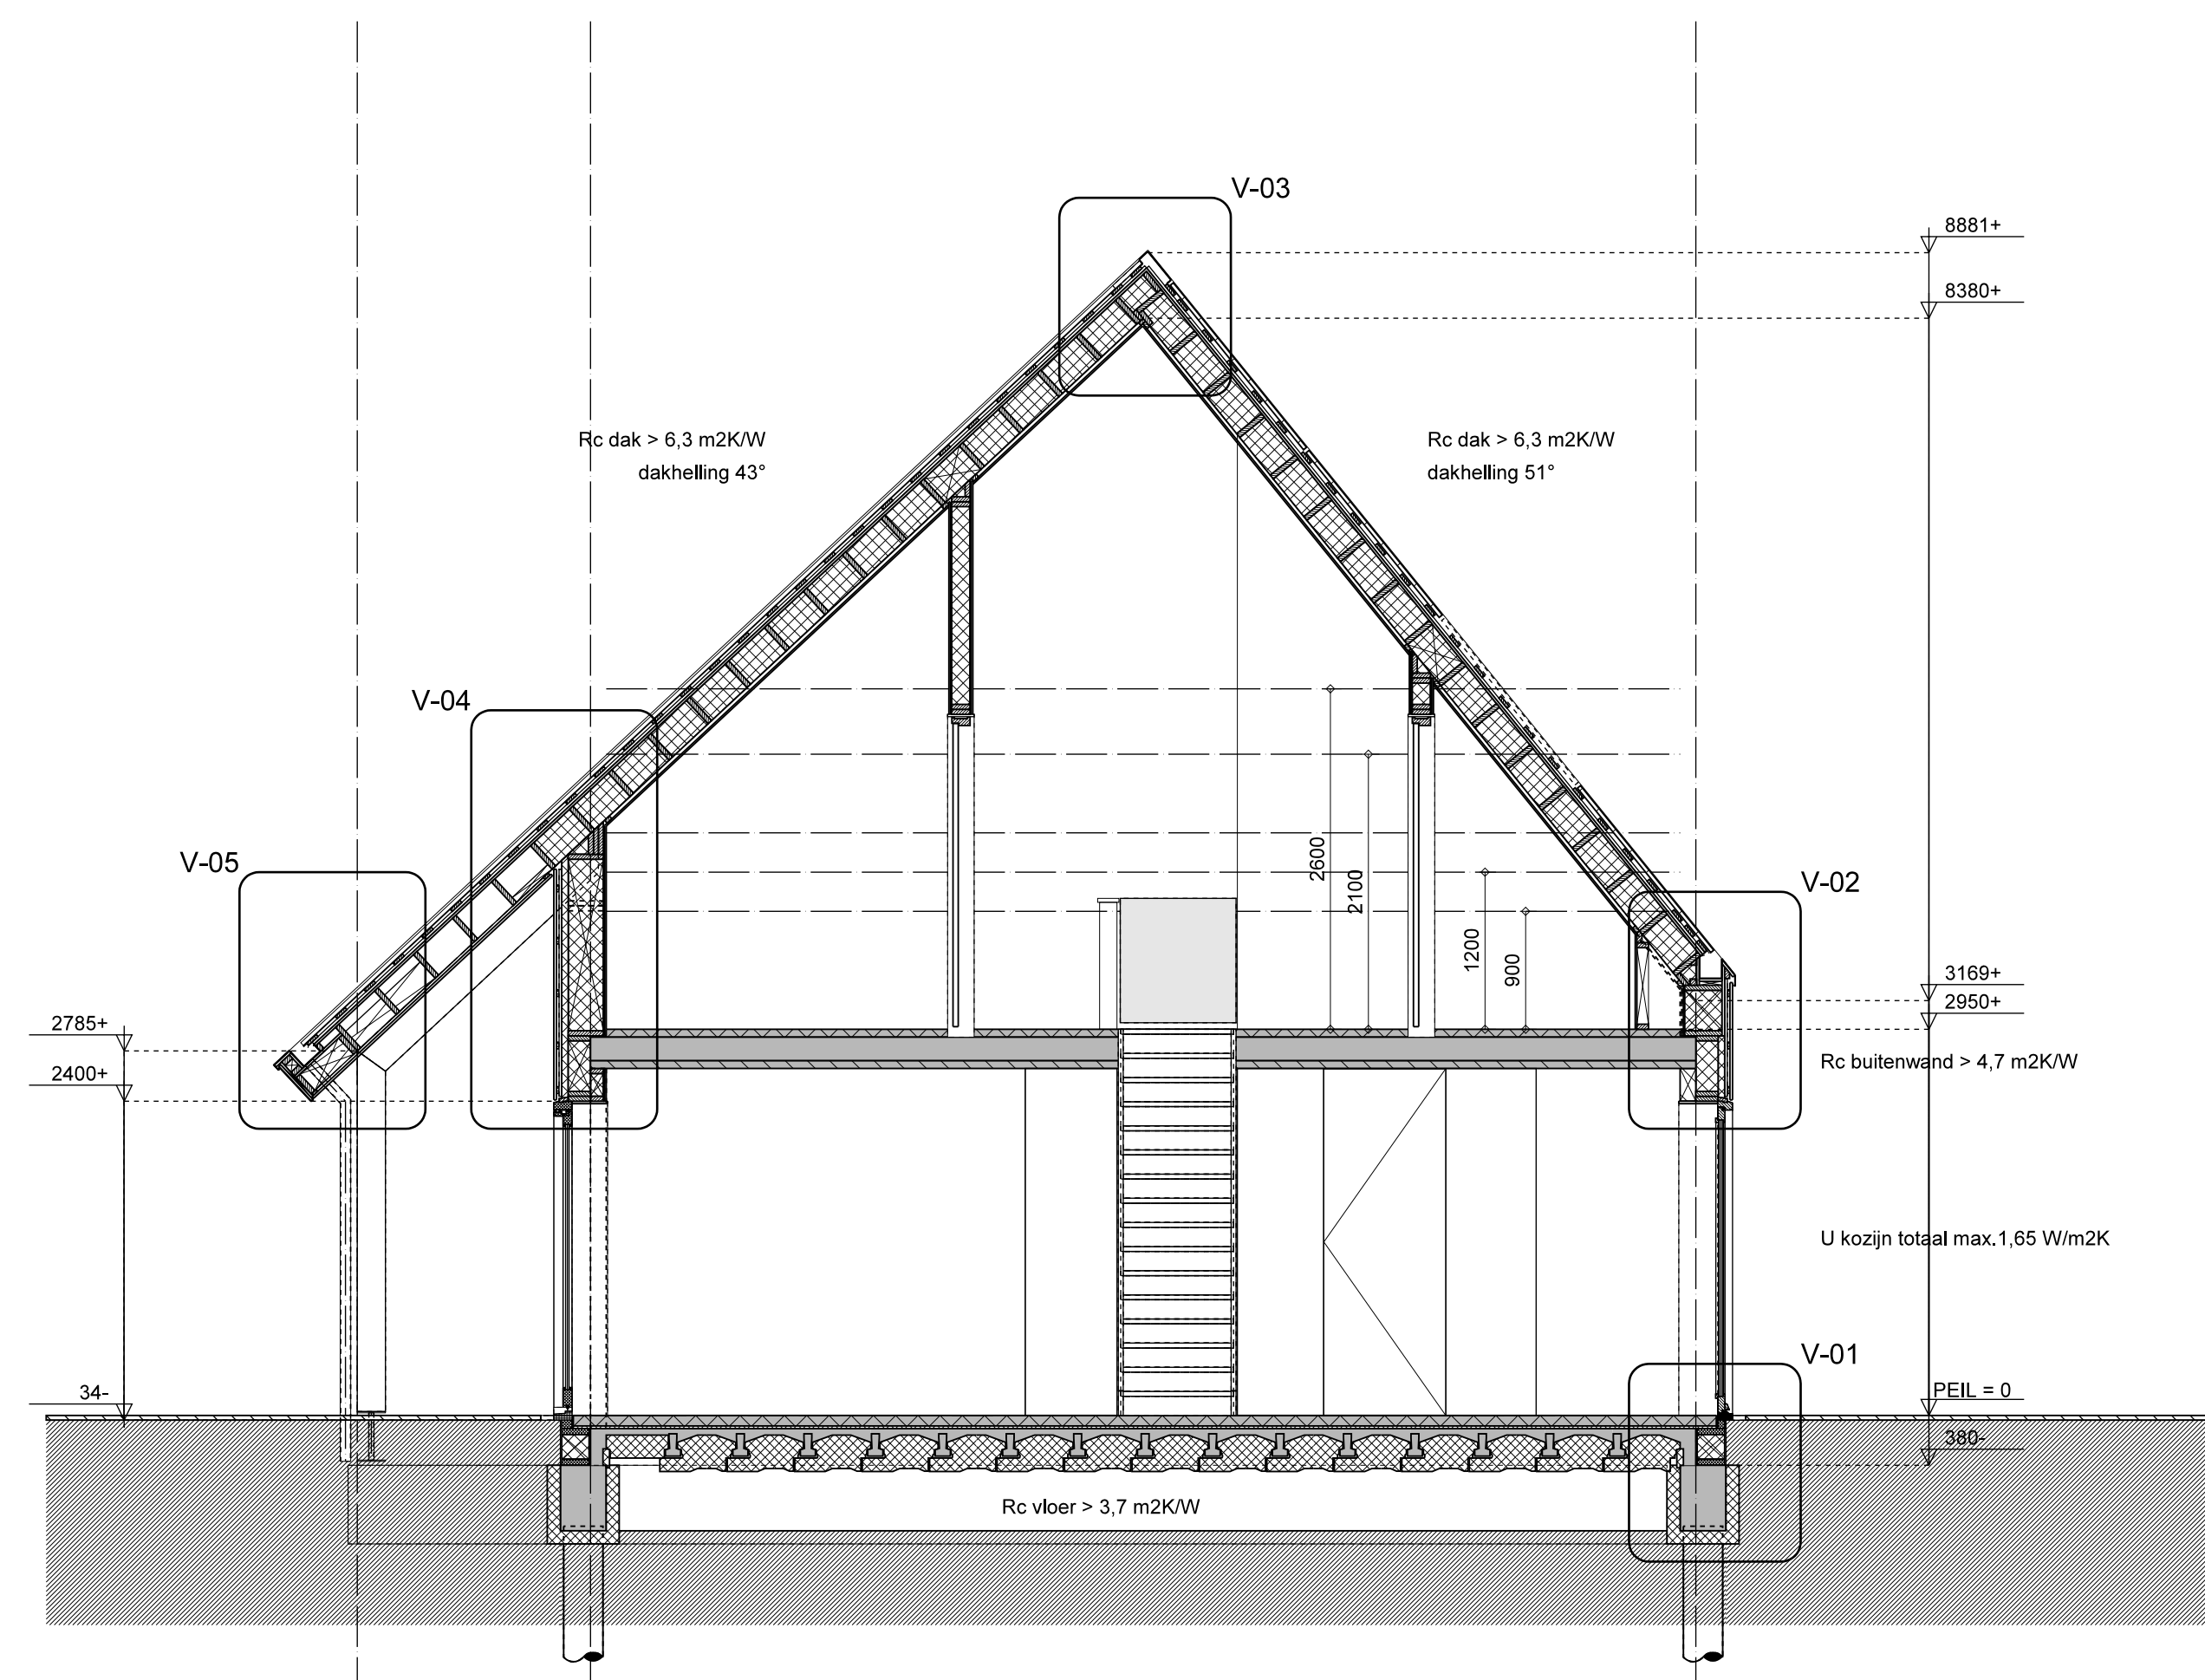 V-03
8881+
8380+
Rc dak > 6,3 m2K/W
dakhelling 43°
Rc dak > 6,3 m2K/W
dakhelling 51°
V-04
V-05
2600
2100
1200
900
V-02
3169+
2950+
2785+
2400+
Rc buitenwand > 4,7 m2K/W
U kozijn totaal max.1,65 W/m2K
V-01
34-
PEIL = 0
380-
Rc vloer > 3,7 m2K/W